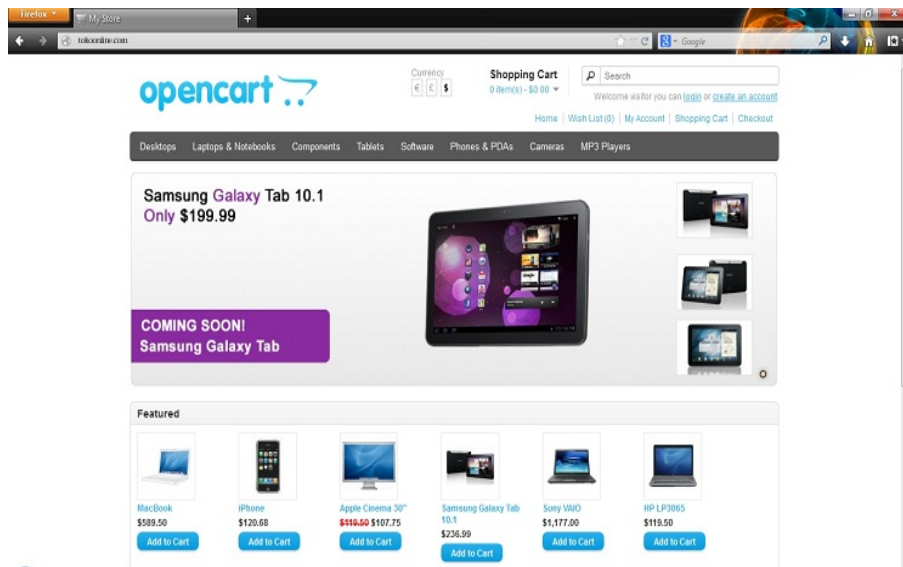 Firefox
My Store
+
tokoonline.com
Google
opencart
Currency
€ £ $
Shopping Cart
0 item(s) - $0.00
Search
Welcome visitor you can login or create an account
Home Wish List (0) My Account Shopping Cart Checkout
Desktops Laptops & Notebooks Components Tablets Software Phones & PDAs Cameras MP3 Players
Samsung Galaxy Tab 10.1
Only $199.99
COMING SOON!
Samsung Galaxy Tab
Featured
MacBook
$589.50
Add to Cart
iPhone
$120.68
Add to Cart
Apple Cinema 30"
$119.50 $107.75
Add to Cart
Samsung Galaxy Tab
10.1
$236.99
Add to Cart
Sony VAIO
$1,177.00
Add to Cart
HP LP3065
$119.50
Add to Cart